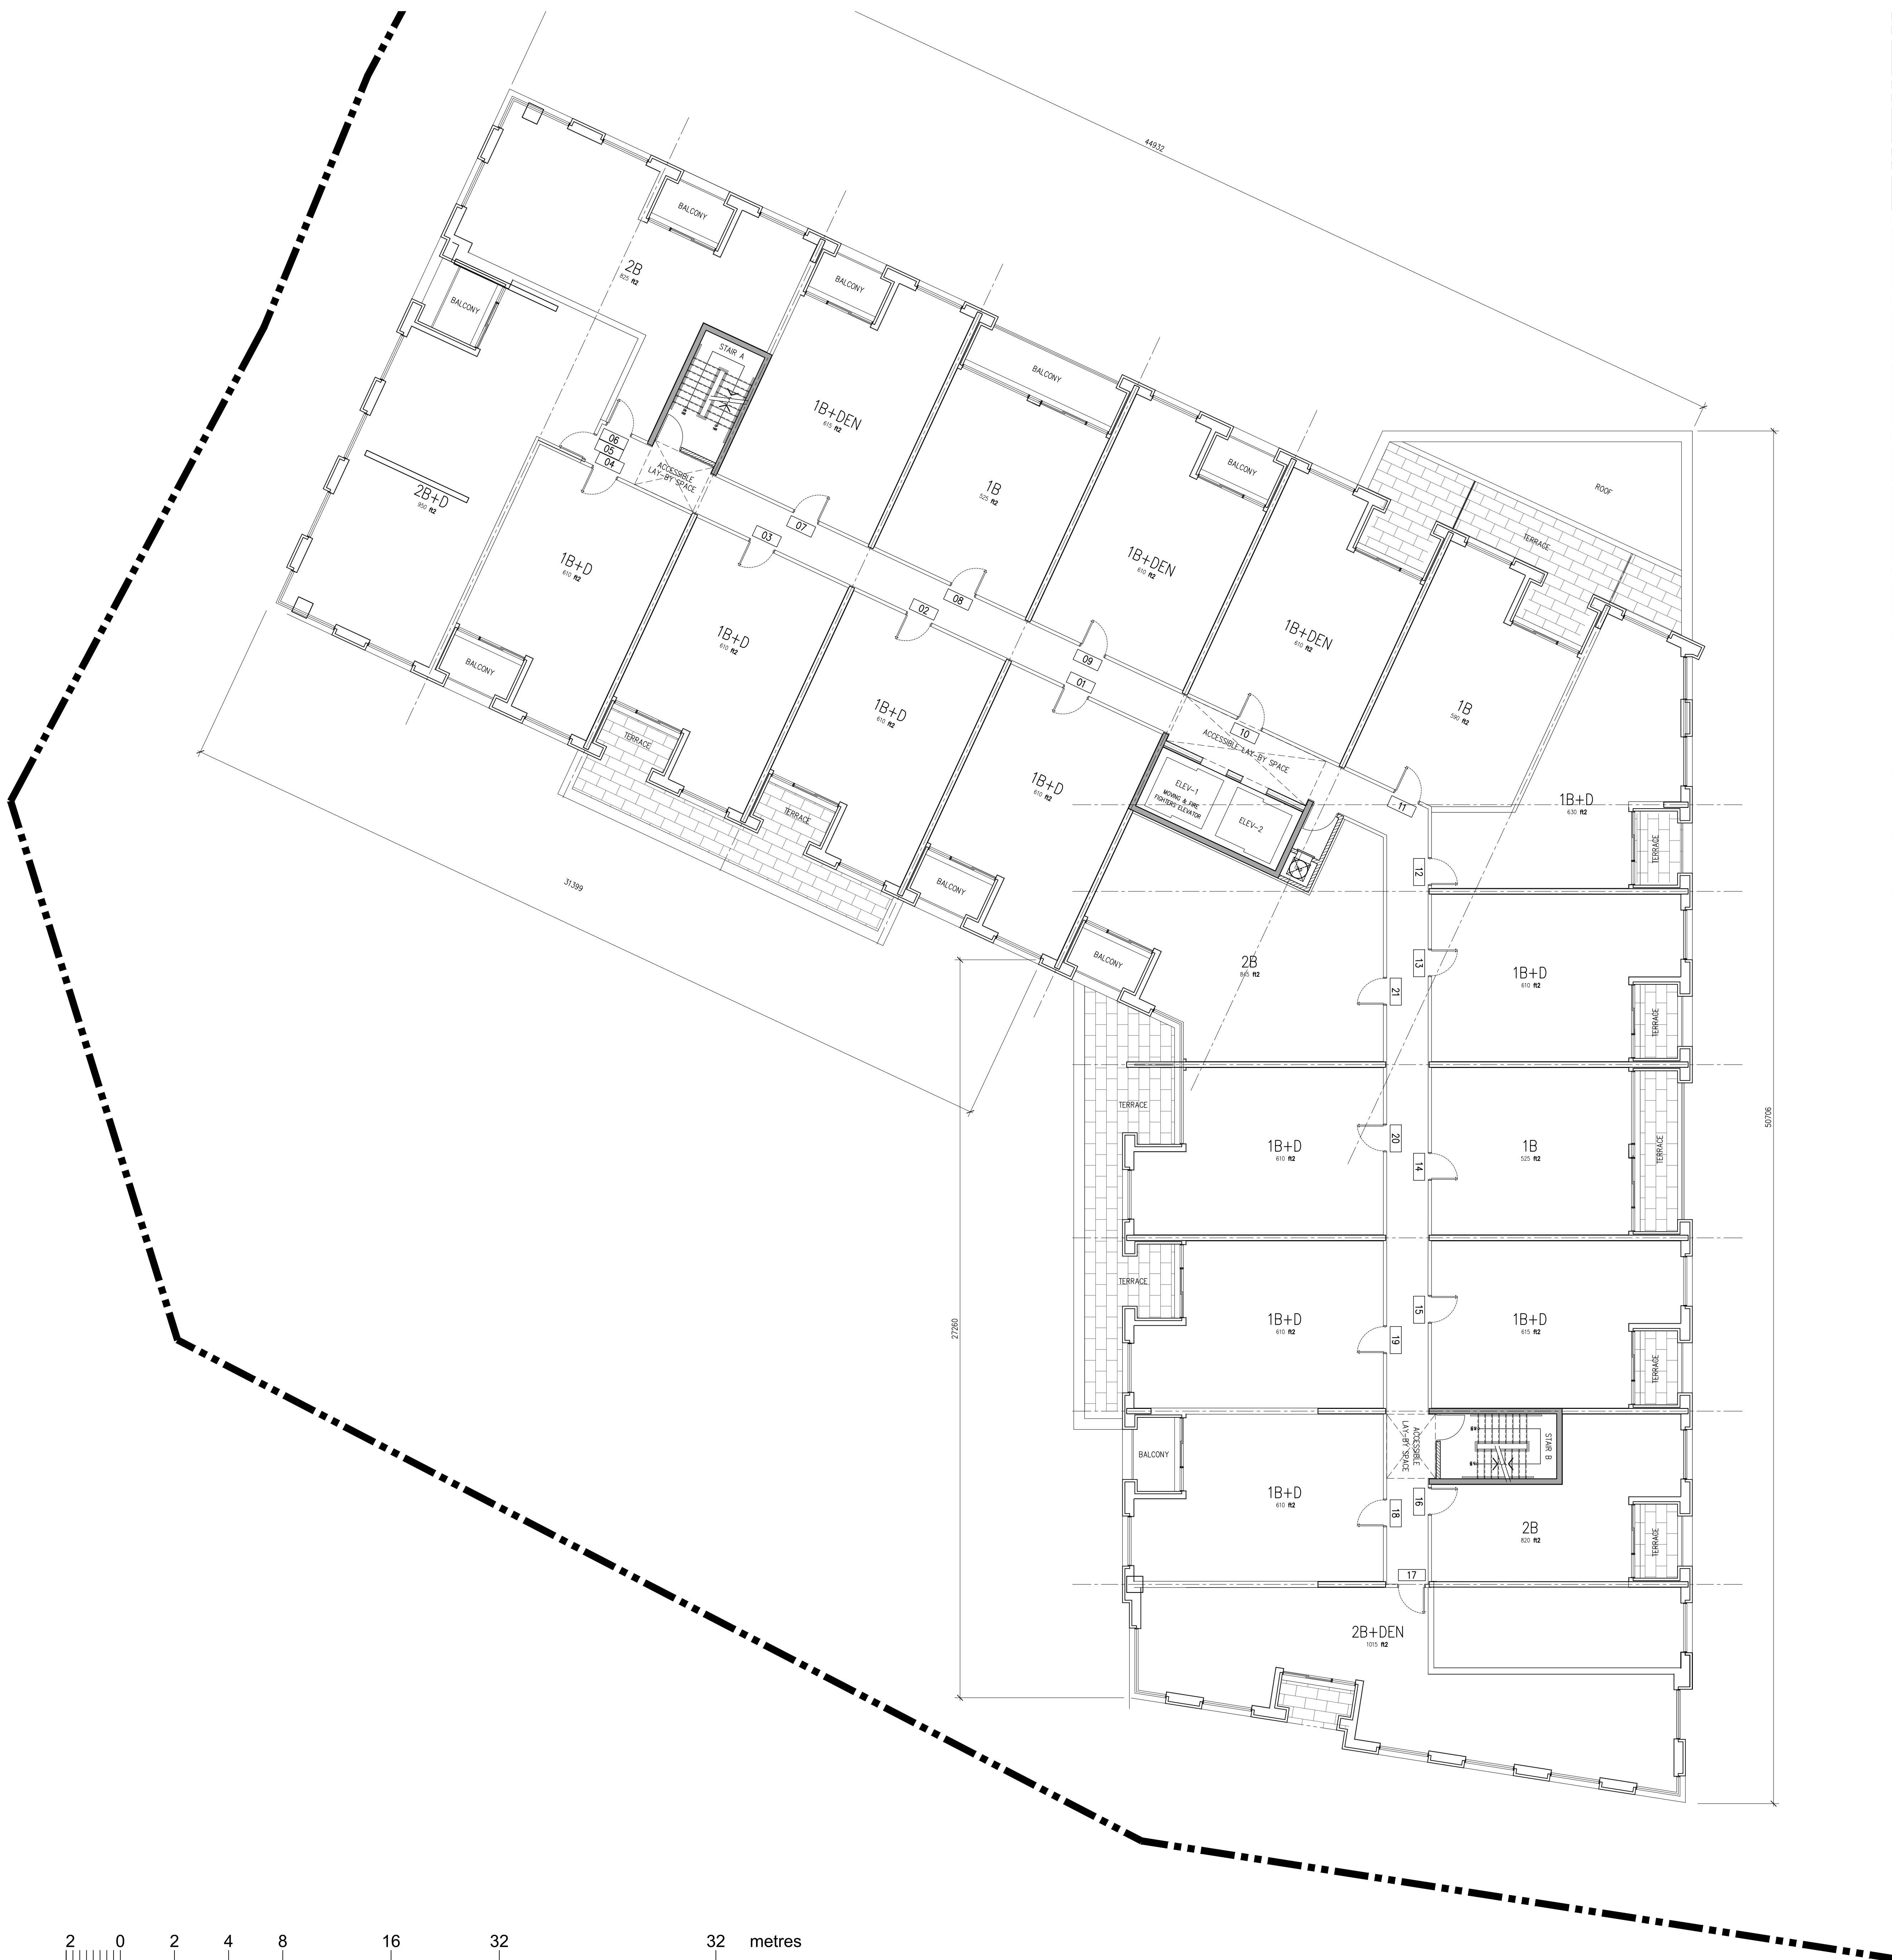 44932
BALCONY
2B
825 ft2
BALCONY
BALCONY
STAIR A
BALCONY
1B+DEN
615 ft2
BALCONY
ROOF
TERRACE
06
05
04
ACCESSIBLE
LAY-BY SPACE
2B+D
950 ft2
1B
525 ft2
07
03
1B+D
610 ft2
1B+DEN
610 ft2
08
02
1B+D
610 ft2
1B+DEN
610 ft2
09
01
BALCONY
1B+D
610 ft2
1B
590 ft2
10
ACCESSIBLE LAY-BY SPACE
TERRACE
1B+D
610 ft2
ELEV-1
MOVING & FIRE
FIGHTERS ELEVATOR
ELEV-2
11
1B+D
630 ft2
TERRACE
TERRACE
12
31399
BALCONY
BALCONY
2B
845 ft2
13
1B+D
610 ft2
21
TERRACE
TERRACE
1B+D
610 ft2
20
14
1B
525 ft2
TERRACE
50706
TERRACE
1B+D
610 ft2
19
15
1B+D
615 ft2
TERRACE
27260
BALCONY
ACCESSIBLE
LAY-BY SPACE
STAIR B
1B+D
610 ft2
18
16
2B
820 ft2
TERRACE
17
2B+DEN
1015 ft2
2 0 2 4 8 16 32 32 metres